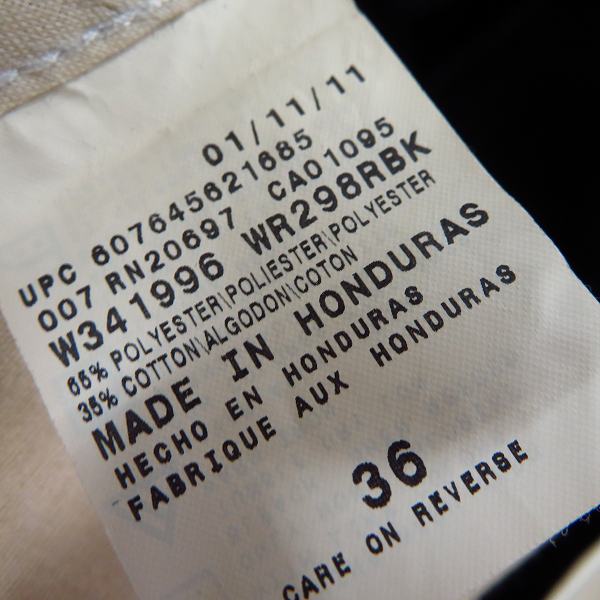 01/11/11
UPC 607645621685
007 RN20697 CA01095
W341996 WR298RBK
65% POLYESTER\POLIESTER\POLYESTER
35% COTTON\ALGODON\COTON
MADE IN HONDURAS
HECHO EN HONDURAS
FABRIQUE AUX HONDURAS
36
CARE ON REVERSE